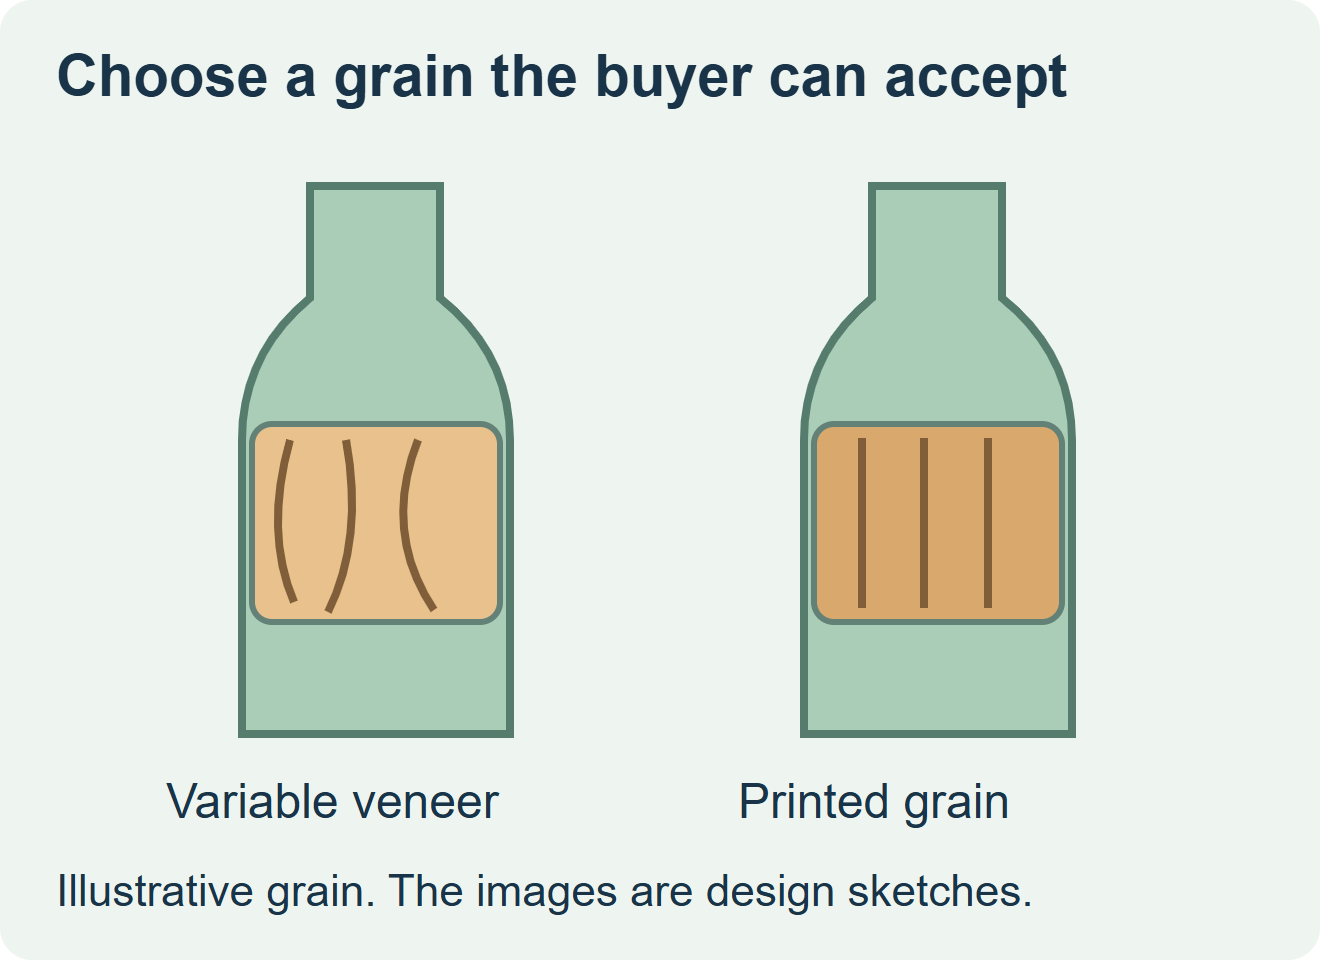 Choose a grain the buyer can accept
Variable veneer
Printed grain
Illustrative grain. The images are design sketches.